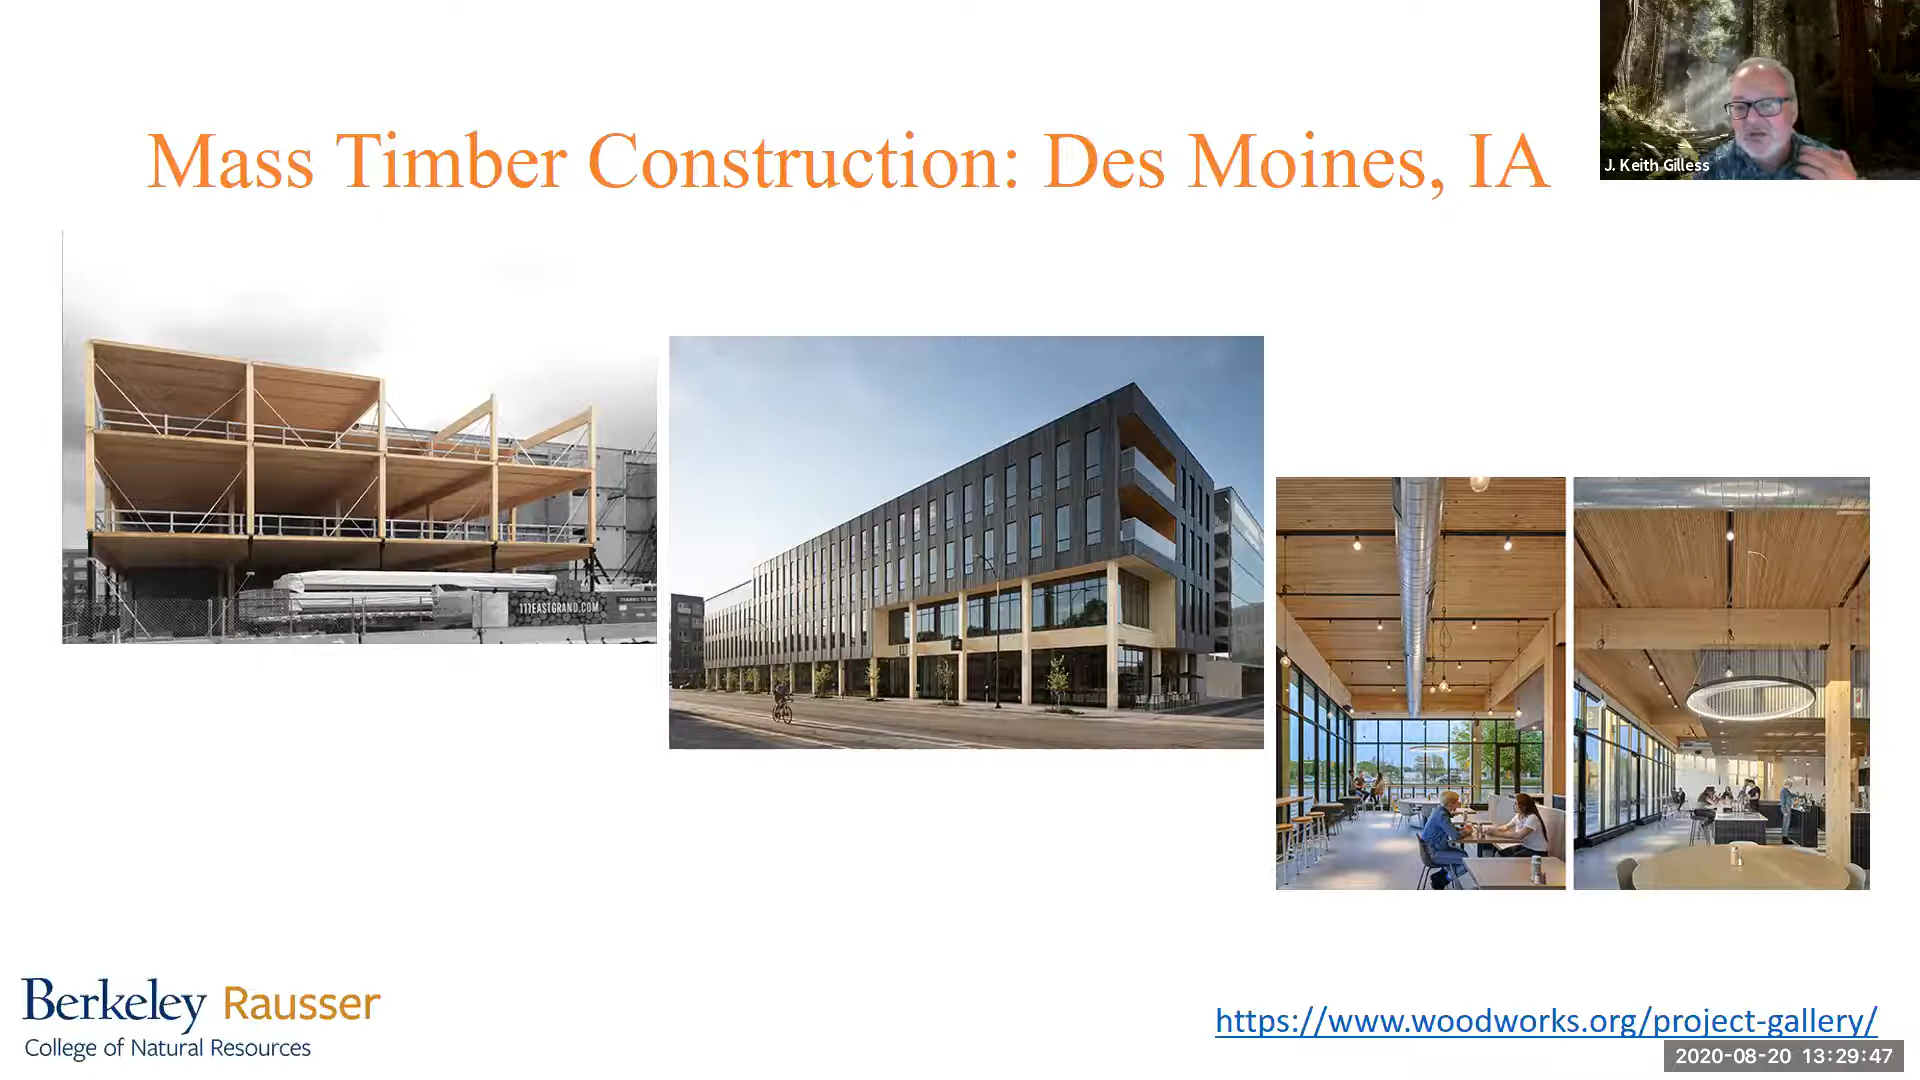 Mass Timber Construction: Des Moines, IA
J. Keith Gilless
111EASTGRAND.COM
Berkeley Rausser
College of Natural Resources
https://www.woodworks.org/project-gallery/
2020-08-20 13:29:47